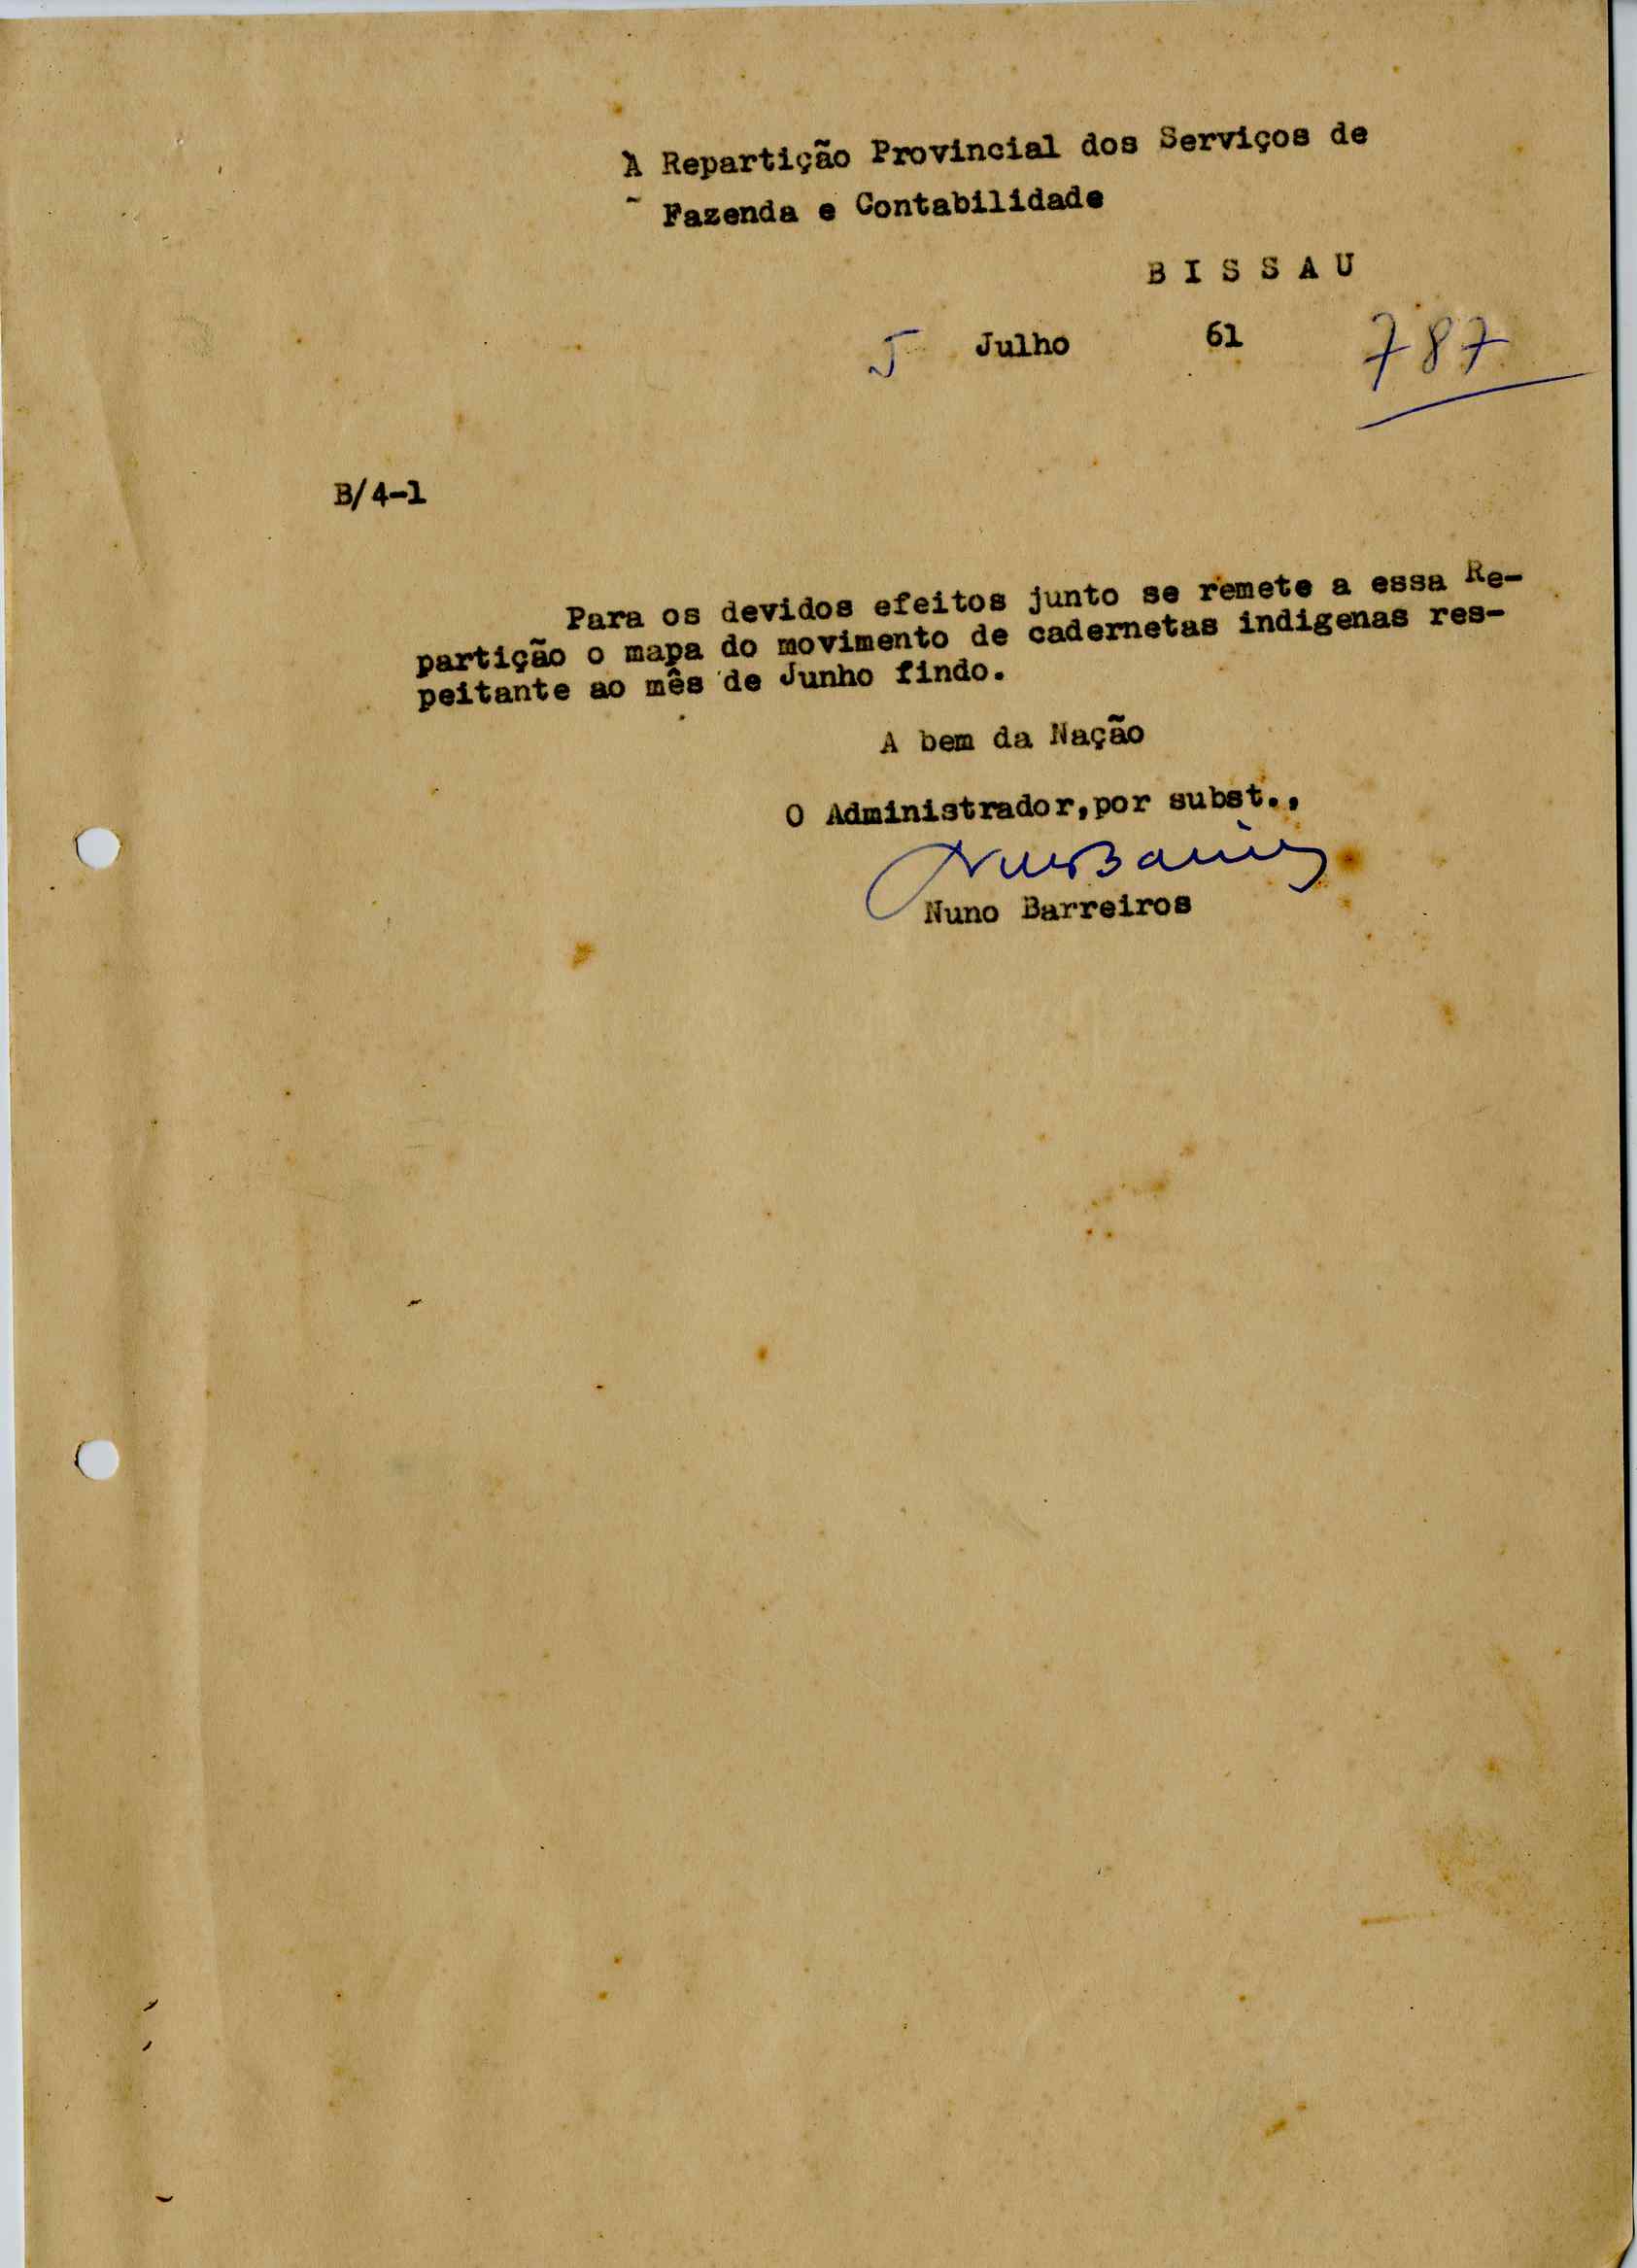 À Repartição Provincial dos Serviços de
Fazenda e Contabilidade
B I S S A U
5 Julho 61 787
B/4-1
Para os devidos efeitos junto se remete a essa Re-
partição o mapa do movimento de cadernetas indigenas res-
peitante ao mês de Junho findo.
A bem da Nação
O Administrador,por subst.,
Nuno Barreiros